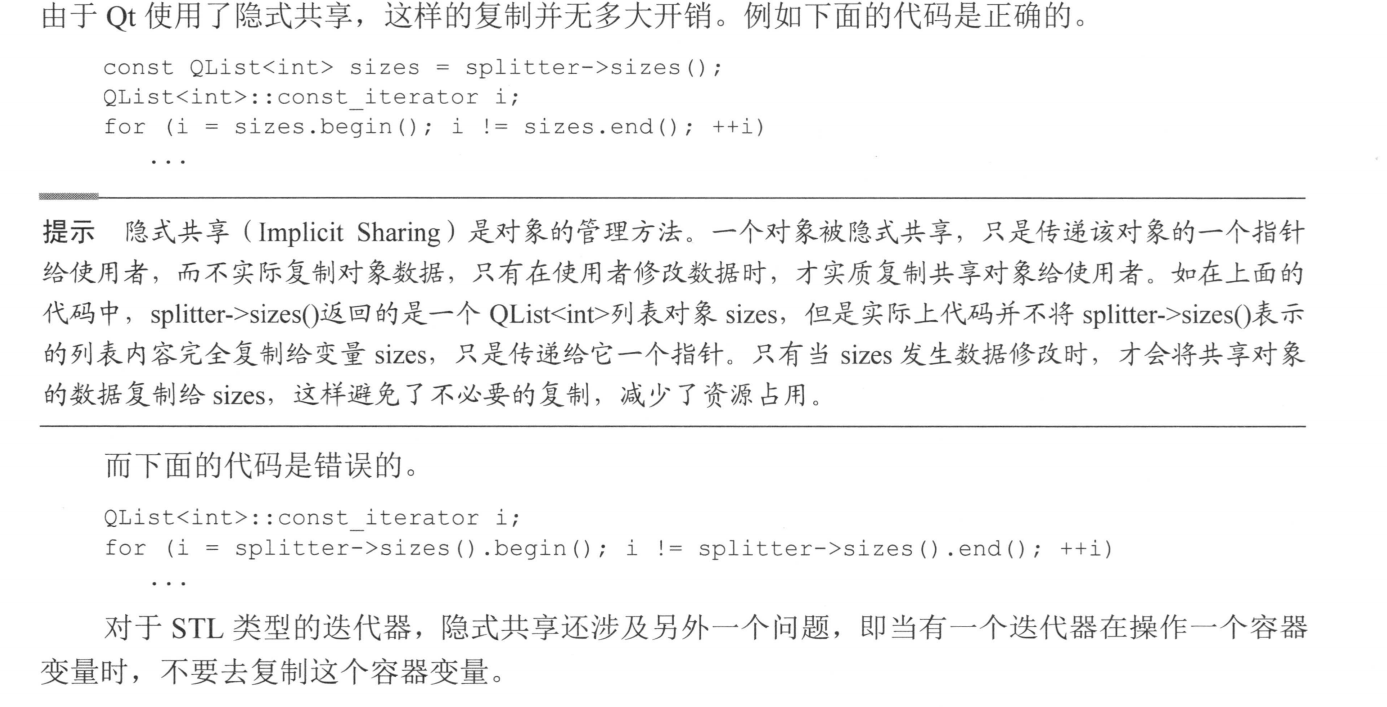 由于 Qt 使用了隐式共享，这样的复制并无多大开销。例如下面的代码是正确的。
const QList<int> sizes = splitter->sizes();
QList<int>::const_iterator i;
for (i = sizes.begin(); i != sizes.end(); ++i)
...
提示 隐式共享（Implicit Sharing）是对象的管理方法。一个对象被隐式共享，只是传递该对象的一个指针
给使用者，而不实际复制对象数据，只有在使用者修改数据时，才实质复制共享对象给使用者。如在上面的
代码中，splitter->sizes()返回的是一个 QList<int>列表对象 sizes，但是实际上代码并不将 splitter->sizes()表示
的列表内容完全复制给变量 sizes，只是传递给它一个指针。只有当 sizes 发生数据修改时，才会将共享对象
的数据复制给 sizes，这样避免了不必要的复制，减少了资源占用。
而下面的代码是错误的。
QList<int>::const_iterator i;
for (i = splitter->sizes().begin(); i != splitter->sizes().end(); ++i)
...
对于 STL 类型的迭代器，隐式共享还涉及另外一个问题，即当有一个迭代器在操作一个容器
变量时，不要去复制这个容器变量。